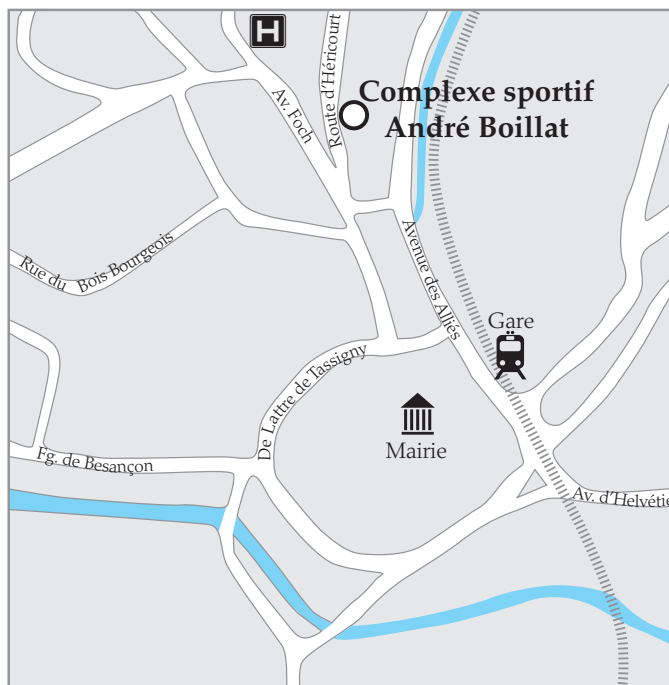 H
Complexe sportif
André Boillat
Av. Foch
Route d'Héricourt
Rue du Bois Bourgeois
Avenue des Alliés
Gare
De Lattre de Tassigny
Mairie
Fg. de Besançon
Av. d'Helvétie